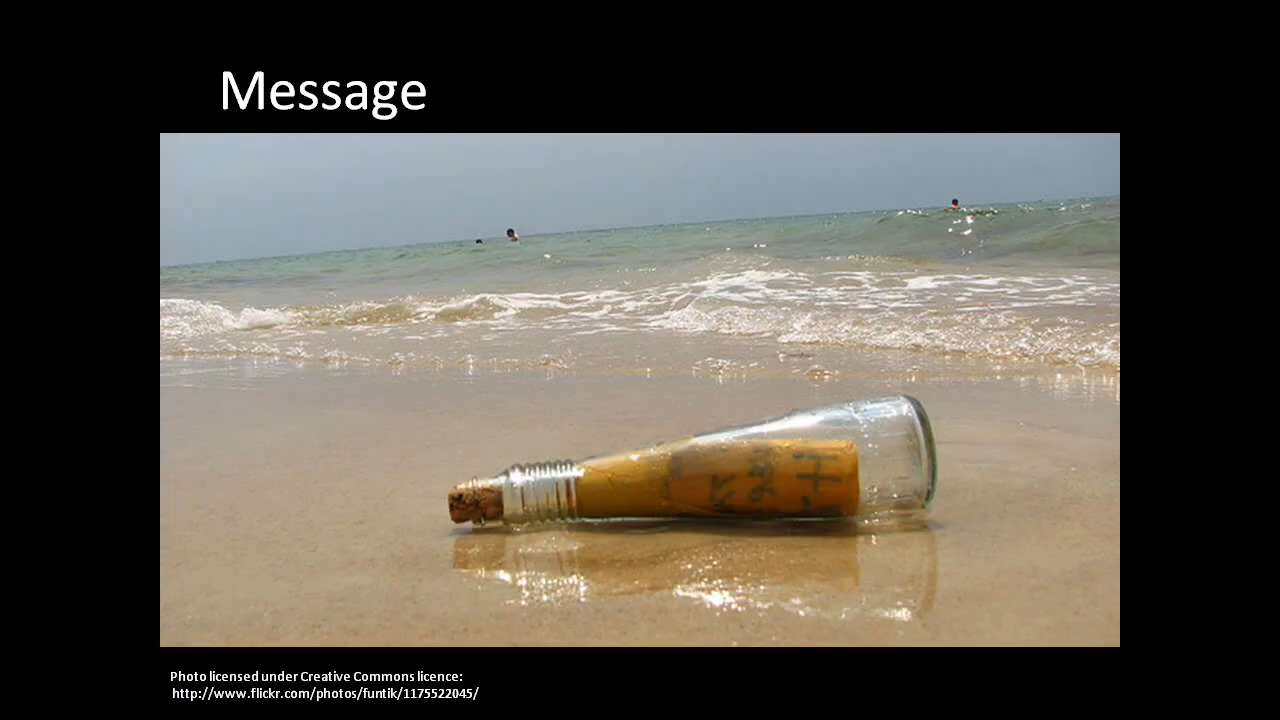 Message
Photo licensed under Creative Commons licence:
http://www.flickr.com/photos/funtik/1175522045/